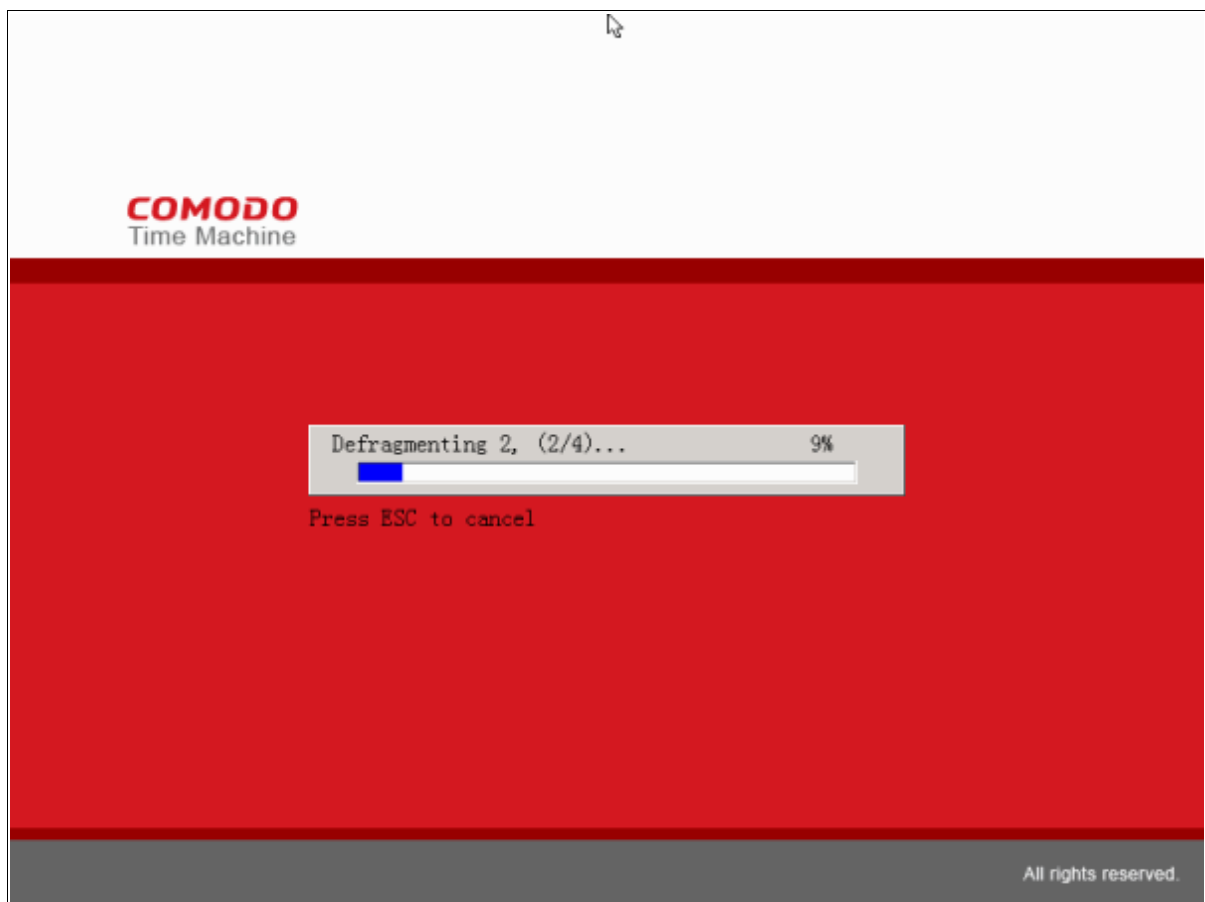 COMODO
Time Machine
Defragmenting 2, (2/4)... 9%
Press ESC to cancel
All rights reserved.